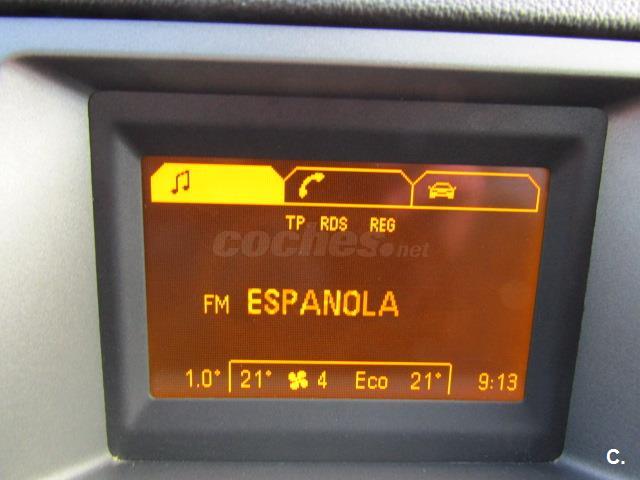 TP RDS REG
coches.net
FM ESPANOLA
1.0° 21° 4 Eco 21° 9:13
C.